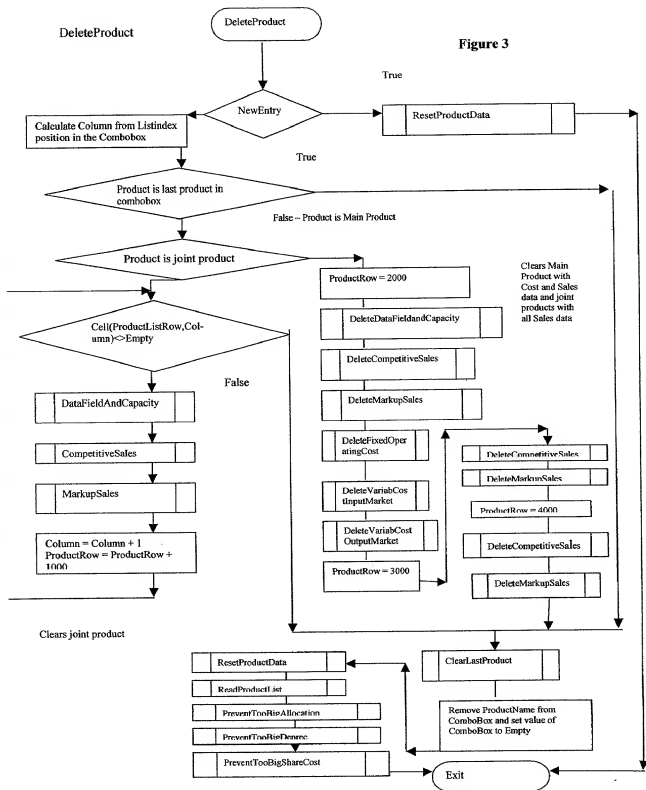 DeleteProduct
DeleteProduct
Figure 3
True
NewEntry
ResetProductData
Calculate Column from Listindex
position in the Combobox
True
Product is last product in
combobox
False – Product is Main Product
Product is joint product
ProductRow = 2000
Clears Main
Product with
Cost and Sales
data and joint
products with
all Sales data
DeleteDataFieldandCapacity
Cell(ProductListRow,Col-
umn)<>Empty
DeleteCompetitiveSales
False
DeleteMarkupSales
DataFieldAndCapacity
DeleteFixedOper
atingCost
DeleteCompetitiveSales
CompetitiveSales
DeleteMarkupSales
MarkupSales
DeleteVariabCos
tInputMarket
ProductRow = 4000
DeleteVariabCost
OutputMarket
DeleteCompetitiveSales
Column = Column + 1
ProductRow = ProductRow +
1000
ProductRow = 3000
DeleteMarkupSales
Clears joint product
ResetProductData
ClearLastProduct
ReadProductList
PreventTooBigAllocation
Remove ProductName from
ComboBox and set value of
ComboBox to Empty
PreventTooBigDegree
PreventTooBigShareCost
Exit